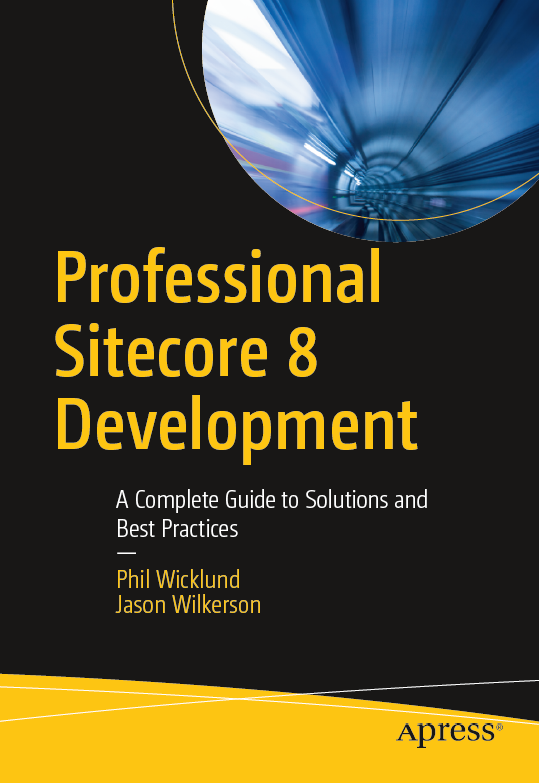 Professional
Sitecore 8
Development
A Complete Guide to Solutions and
Best Practices
—
Phil Wicklund
Jason Wilkerson
Apress®